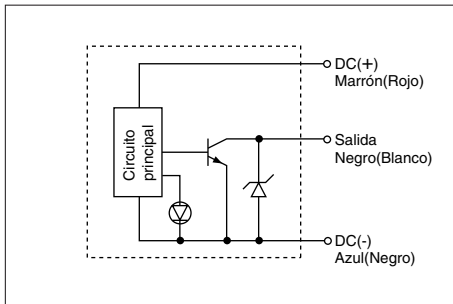 DC(+)
Marrón(Rojo)
Circuito
principal
Salida
Negro(Blanco)
DC(-)
Azul(Negro)